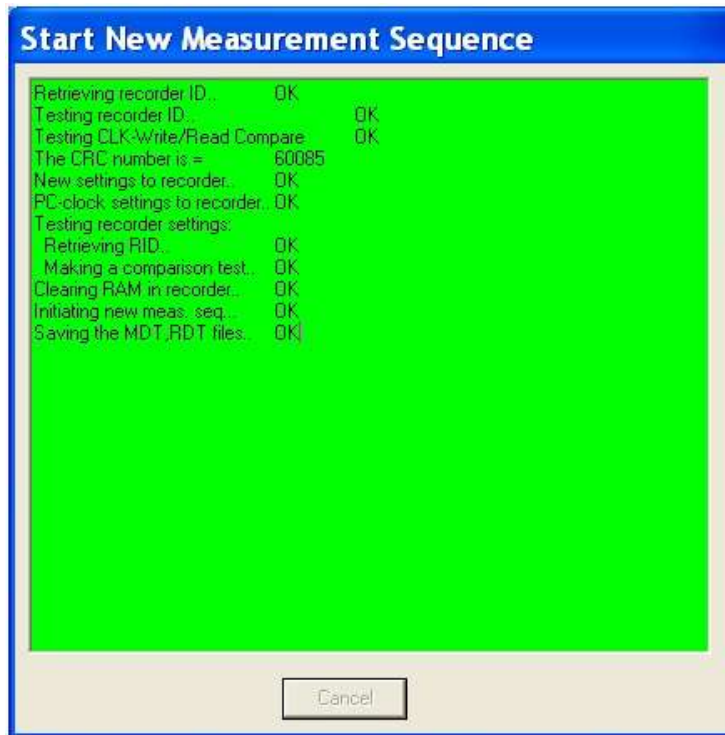 Start New Measurement Sequence
Retrieving recorder ID.. OK
Testing recorder ID.. OK
Testing CLK-Write/Read Compare OK
The CRC number is = 60085
New settings to recorder.. OK
PC-clock settings to recorder.. OK
Testing recorder settings:
Retrieving RID.. OK
Making a comparison test.. OK
Clearing RAM in recorder.. OK
Initiating new meas. seq... OK
Saving the MDT,RDT files.. OK
Cancel